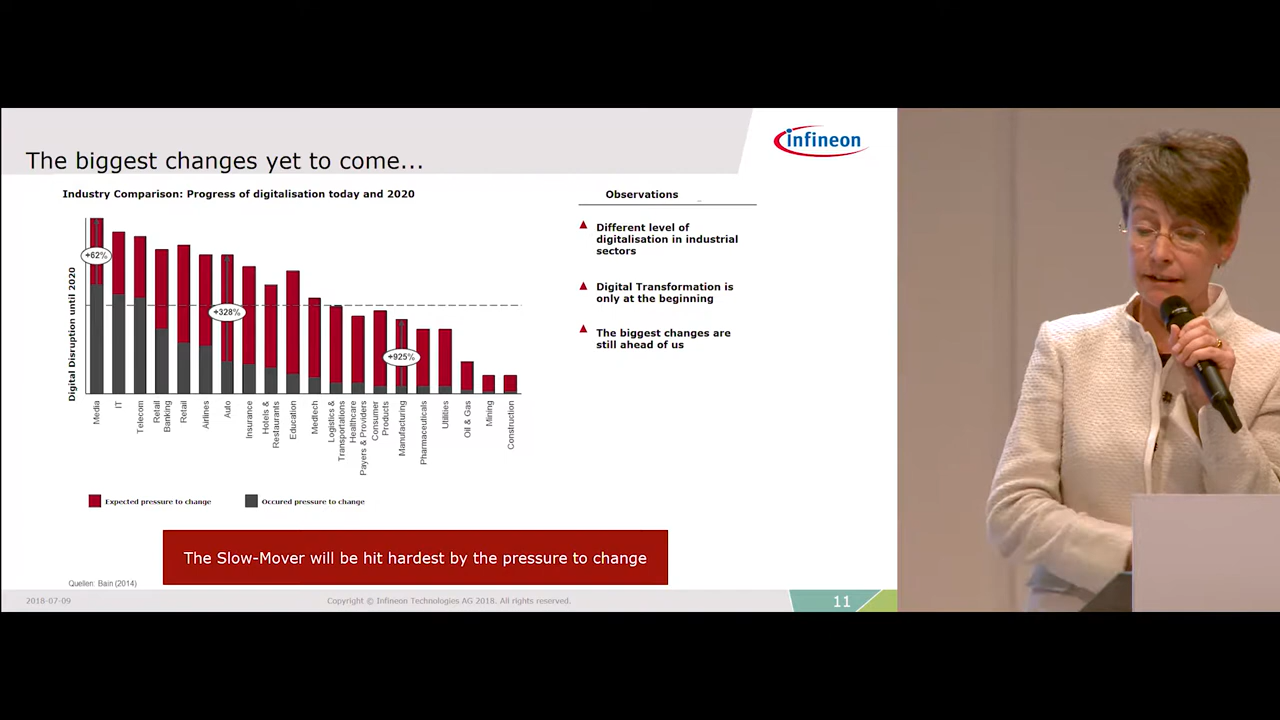 infineon
The biggest changes yet to come...
Industry Comparison: Progress of digitalisation today and 2020
Digital Disruption until 2020
+62%
+328%
+925%
Media
IT
Telecom
Retail
Banking
Retail
Airlines
Auto
Insurance
Hotels &
Restaurants
Education
Medtech
Logistics &
Transportations
Healthcare
Payers & Providers
Consumer
Products
Manufacturing
Pharmaceuticals
Utilities
Oil & Gas
Mining
Construction
Expected pressure to change
Occured pressure to change
Observations
Different level of
digitalisation in industrial
sectors
Digital Transformation is
only at the beginning
The biggest changes are
still ahead of us
The Slow-Mover will be hit hardest by the pressure to change
Quellen Bain (2014)
2018-07-09
Copyright © Infineon Technologies AG 2018. All rights reserved.
11